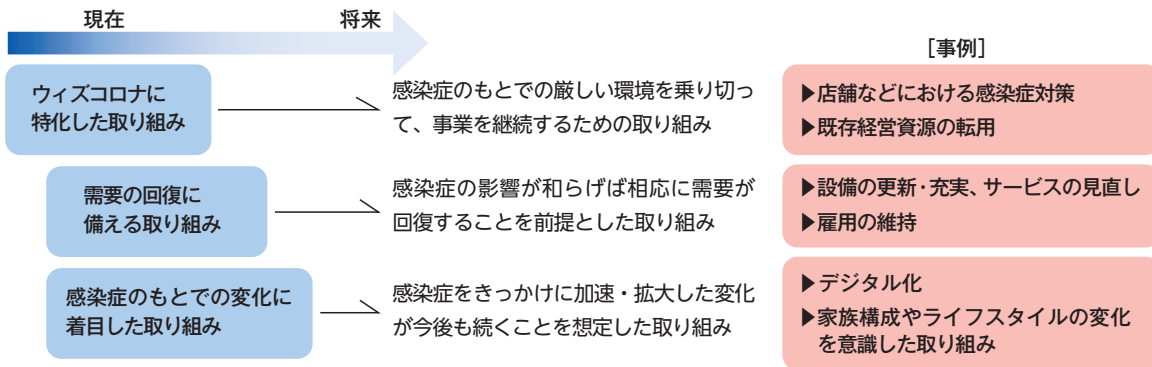 現在
将来
[事例]
ウィズコロナに
特化した取り組み
感染症のもとでの厳しい環境を乗り切っ
て、事業を継続するための取り組み
▶店舗などにおける感染症対策
▶既存経営資源の転用
需要の回復に
備える取り組み
感染症の影響が和らげば相応に需要が
回復することを前提とした取り組み
▶設備の更新・充実、サービスの見直し
▶雇用の維持
感染症のもとでの変化に
着目した取り組み
感染症をきっかけに加速・拡大した変化
が今後も続くことを想定した取り組み
▶デジタル化
▶家族構成やライフスタイルの変化
を意識した取り組み